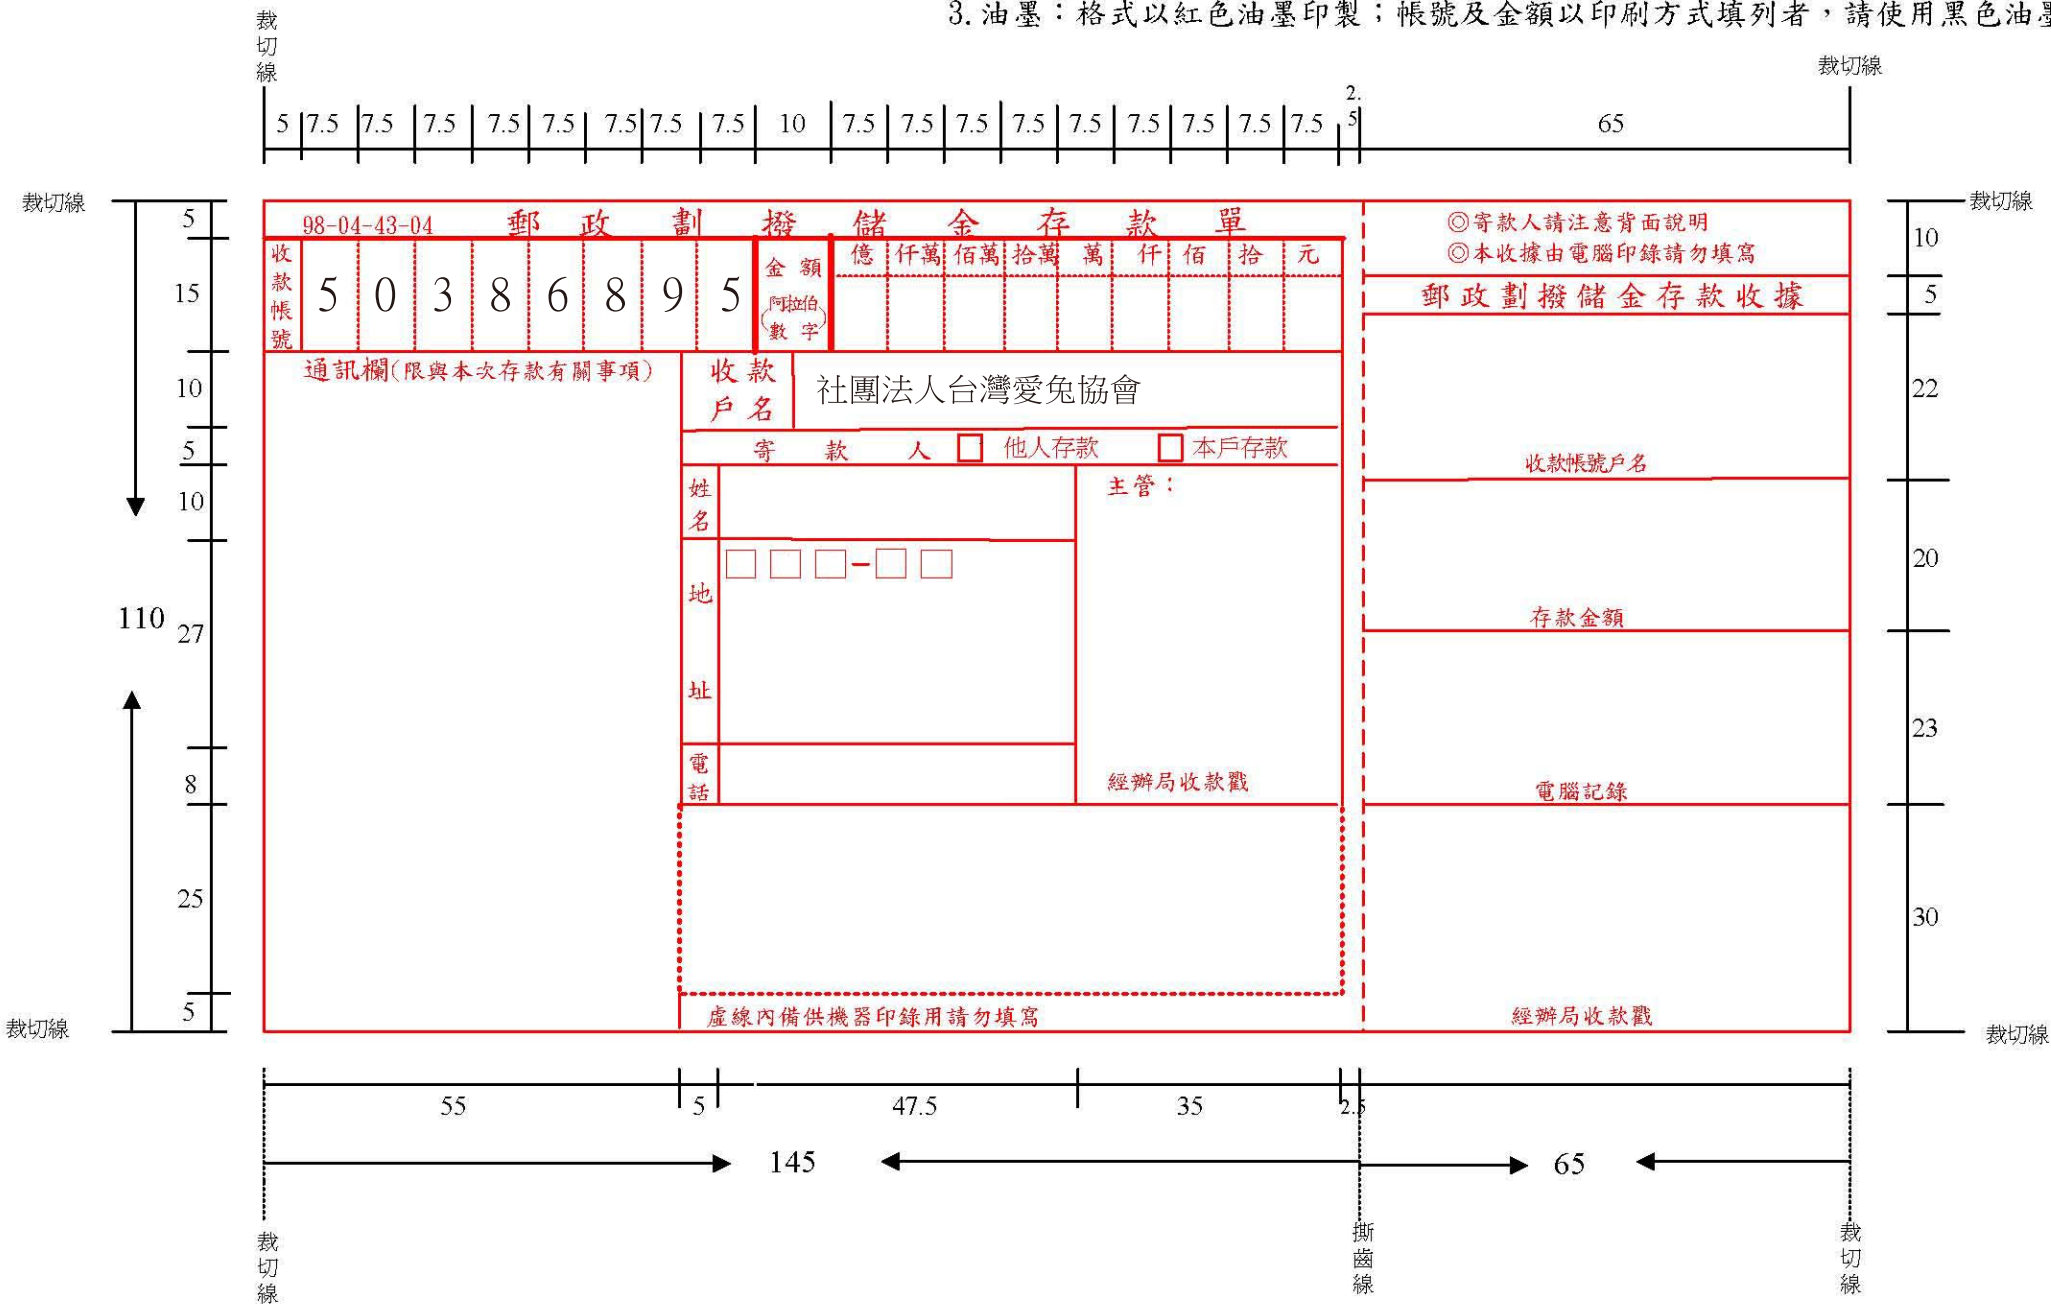 3.油墨：格式以紅色油墨印製；帳號及金額以印刷方式填列者，請使用黑色油墨
裁切線
裁切線
5 7.5 7.5 7.5 7.5 7.5 7.5 7.5 7.5 10 7.5 7.5 7.5 7.5 7.5 7.5 7.5 7.5 7.5 2.5 65
裁切線
裁切線
98-04-43-04 郵政劃撥儲金存款單
◎寄款人請注意背面說明
◎本收據由電腦印錄請勿填寫
收款帳號 5 0 3 8 6 8 9 5
金額
(阿拉伯數字)
億 仟萬 佰萬 拾萬 萬 仟 佰 拾 元
郵政劃撥儲金存款收據
通訊欄(限與本次存款有關事項)
收款戶名
社團法人台灣愛兔協會
寄款人 □ 他人存款 □ 本戶存款
收款帳號戶名
姓名
主管：
地址
□□□-□□
存款金額
電話
經辦局收款戳
電腦記錄
虛線內備供機器印錄用請勿填寫
經辦局收款戳
5
15
10
5
10
27
8
25
5
110
10
5
22
20
23
30
裁切線
裁切線
55 5 47.5 35 2.5
145 65
裁切線
撕齒線
裁切線